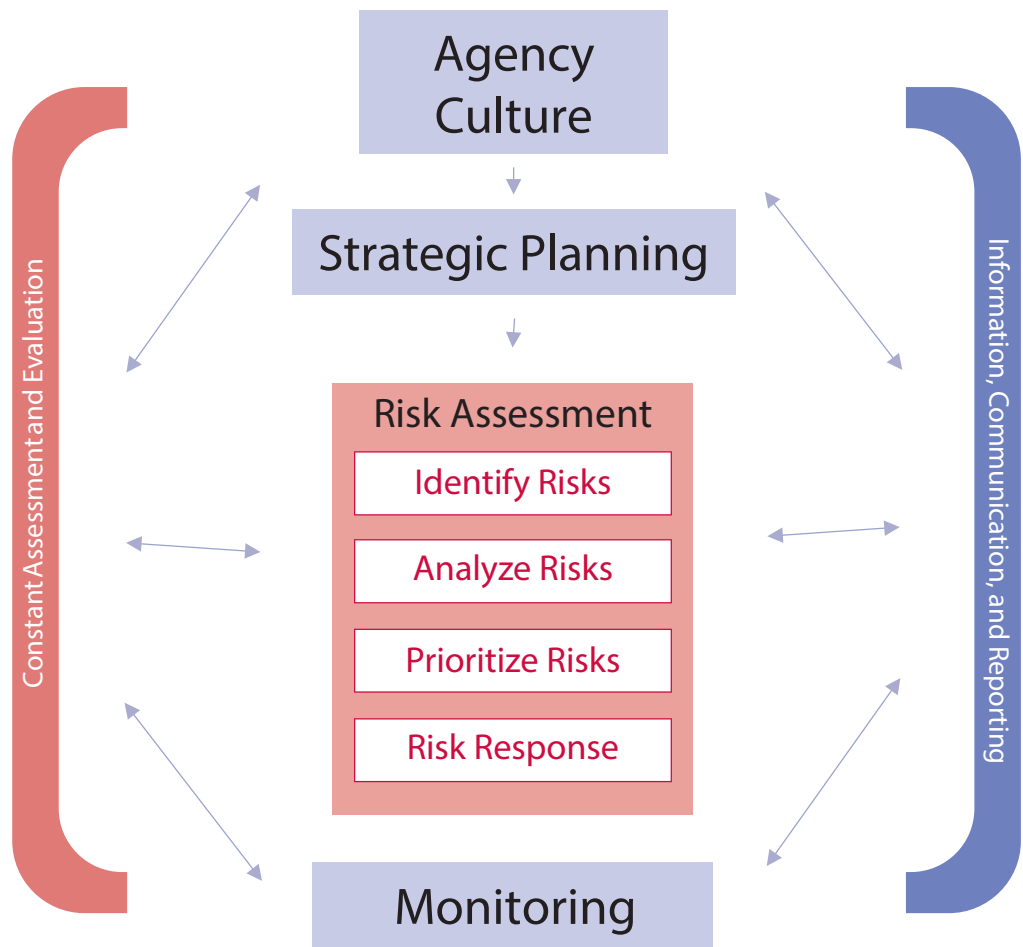 Agency
Culture
Strategic Planning
Constant Assessment and Evaluation
Information, Communication, and Reporting
Risk Assessment
Identify Risks
Analyze Risks
Prioritize Risks
Risk Response
Monitoring